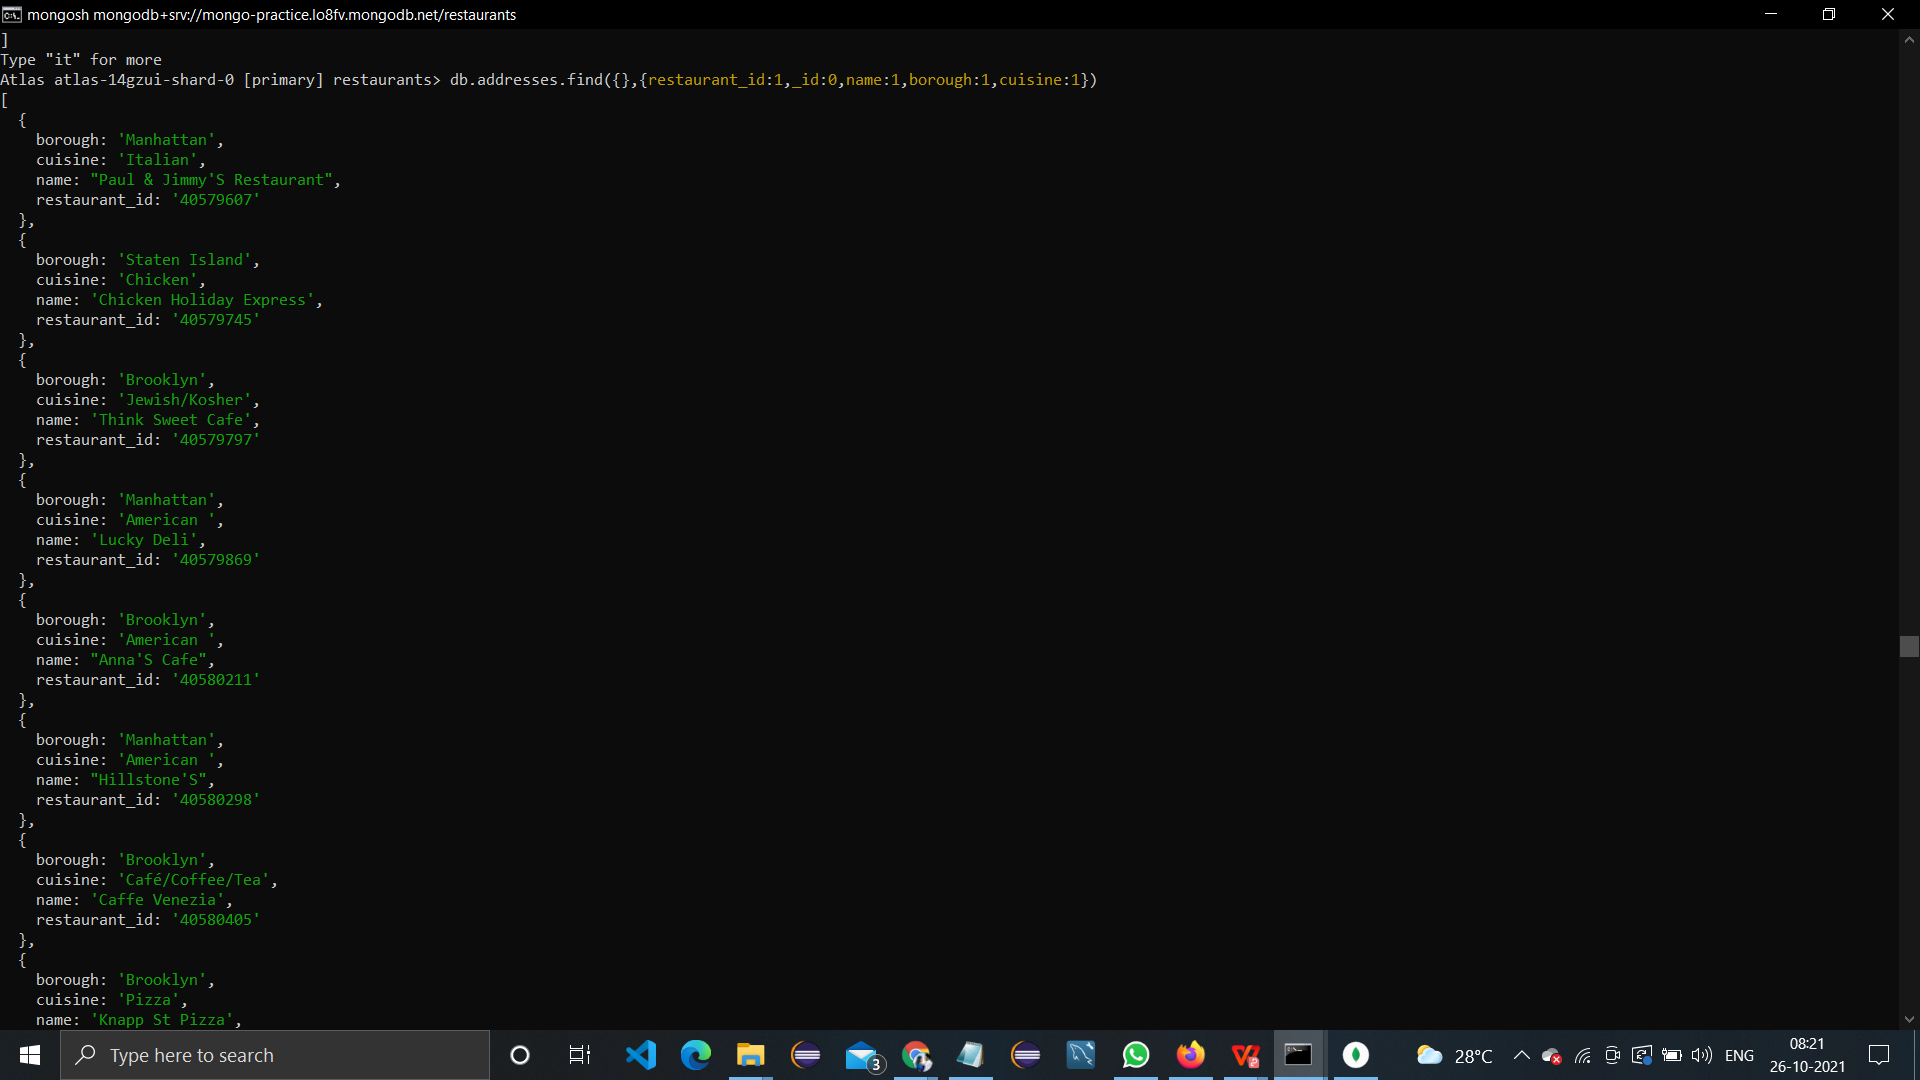 mongosh mongodb+srv://mongo-practice.lo8fv.mongodb.net/restaurants
]
Type "it" for more
Atlas atlas-14gzui-shard-0 [primary] restaurants> db.addresses.find({},{restaurant_id:1,_id:0,name:1,borough:1,cuisine:1})
[
  {
    borough: 'Manhattan',
    cuisine: 'Italian',
    name: "Paul & Jimmy'S Restaurant",
    restaurant_id: '40579607'
  },
  {
    borough: 'Staten Island',
    cuisine: 'Chicken',
    name: 'Chicken Holiday Express',
    restaurant_id: '40579745'
  },
  {
    borough: 'Brooklyn',
    cuisine: 'Jewish/Kosher',
    name: 'Think Sweet Cafe',
    restaurant_id: '40579797'
  },
  {
    borough: 'Manhattan',
    cuisine: 'American ',
    name: 'Lucky Deli',
    restaurant_id: '40579869'
  },
  {
    borough: 'Brooklyn',
    cuisine: 'American ',
    name: "Anna'S Cafe",
    restaurant_id: '40580211'
  },
  {
    borough: 'Manhattan',
    cuisine: 'American ',
    name: "Hillstone'S",
    restaurant_id: '40580298'
  },
  {
    borough: 'Brooklyn',
    cuisine: 'Café/Coffee/Tea',
    name: 'Caffe Venezia',
    restaurant_id: '40580405'
  },
  {
    borough: 'Brooklyn',
    cuisine: 'Pizza',
    name: 'Knapp St Pizza',
Type here to search
3
28°C
ENG
08:21
26-10-2021